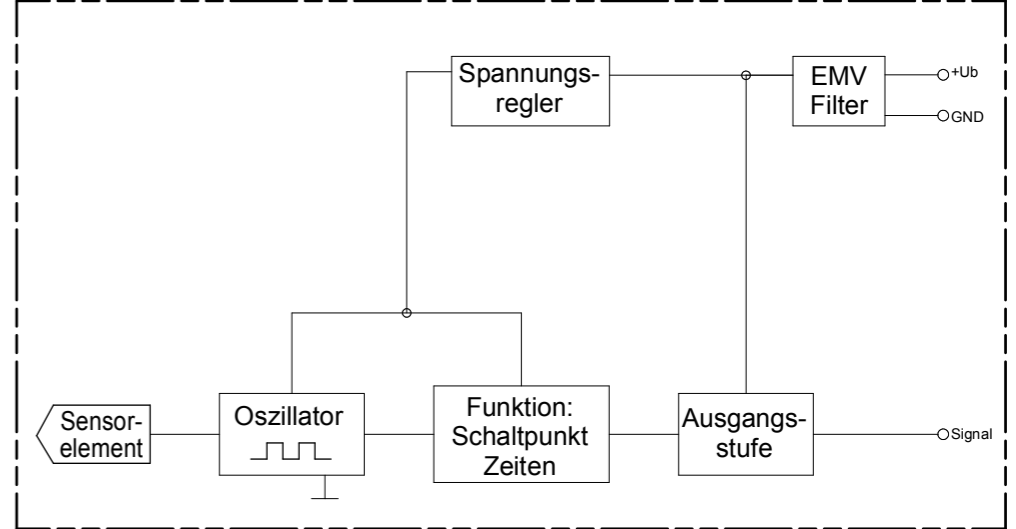 Spannungs-
regler
EMV
Filter
+Ub
GND
Sensor-
element
Oszillator
Funktion:
Schaltpunkt
Zeiten
Ausgangs-
stufe
Signal